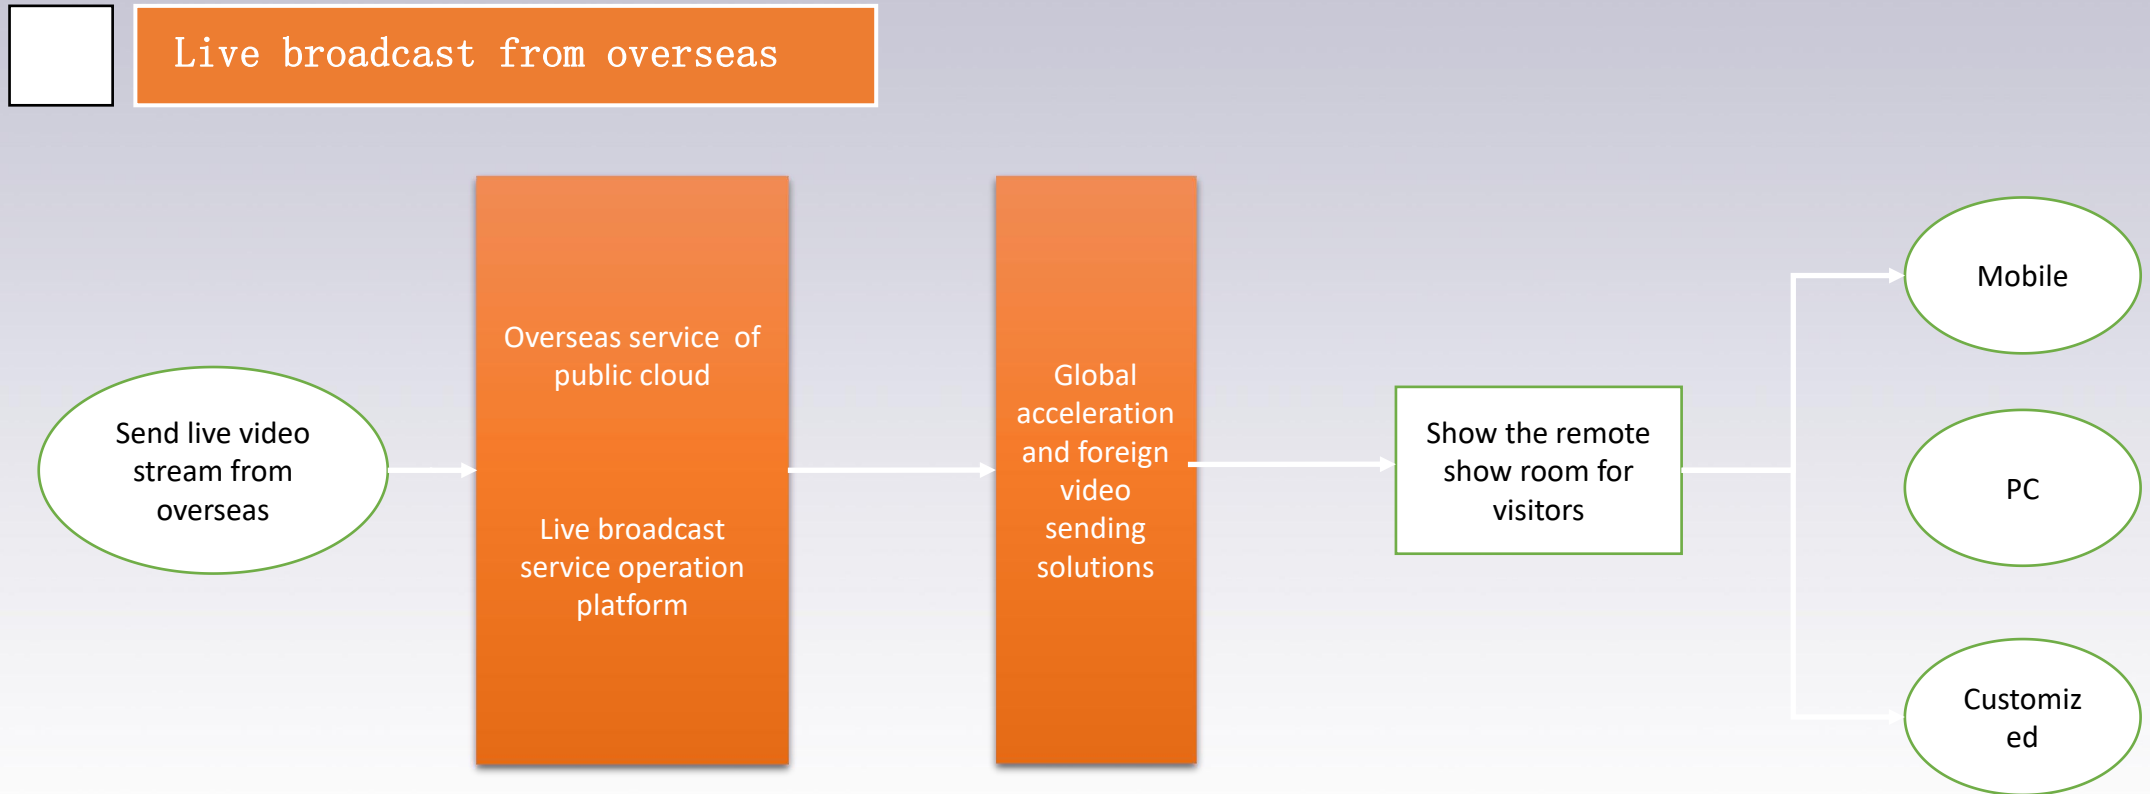 Live broadcast from overseas
Send live video
stream from
overseas
Overseas service of
public cloud
Live broadcast
service operation
platform
Global
acceleration
and foreign
video
sending
solutions
Show the remote
show room for
visitors
Mobile
PC
Customiz
ed